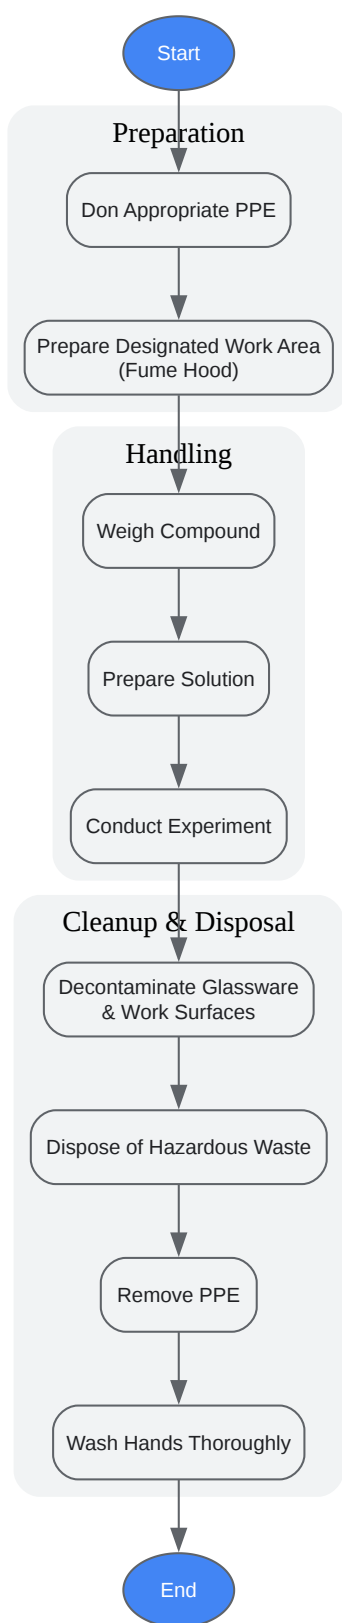 Start
Preparation
Don Appropriate PPE
Prepare Designated Work Area
(Fume Hood)
Handling
Weigh Compound
Prepare Solution
Conduct Experiment
Cleanup & Disposal
Decontaminate Glassware
& Work Surfaces
Dispose of Hazardous Waste
Remove PPE
Wash Hands Thoroughly
End